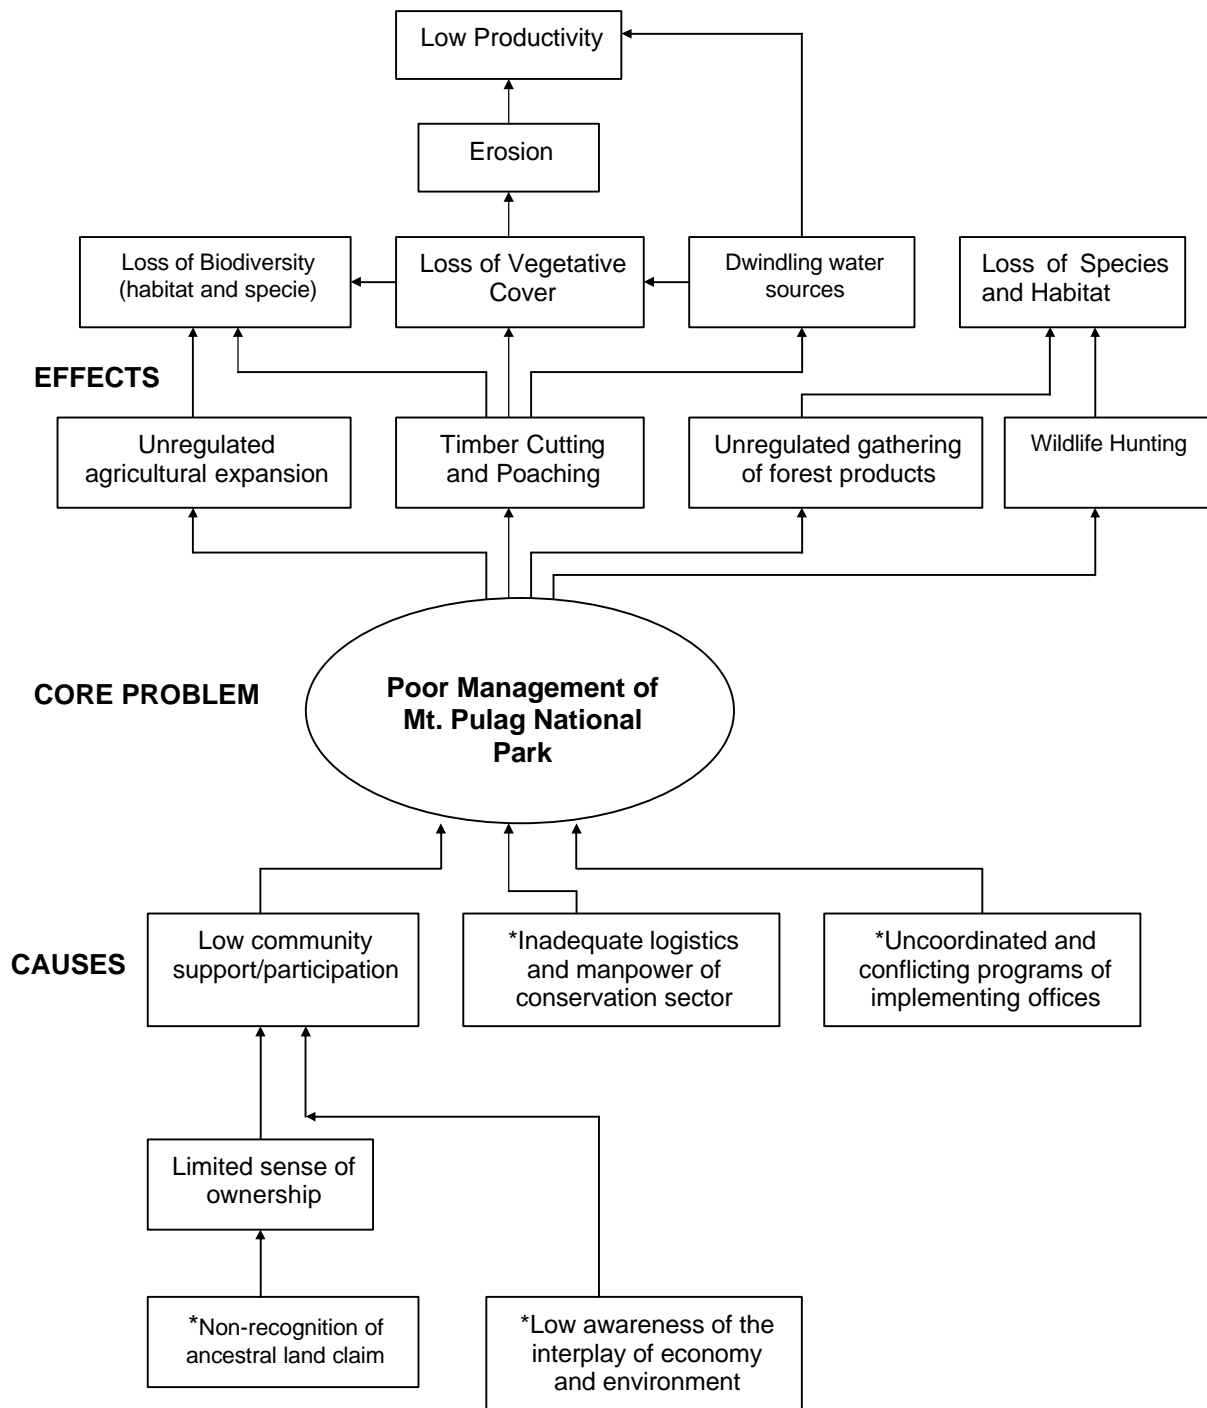 Low Productivity
Erosion
Loss of Biodiversity
(habitat and specie)
Loss of Vegetative
Cover
Dwindling water
sources
Loss of Species
and Habitat
EFFECTS
Unregulated
agricultural expansion
Timber Cutting
and Poaching
Unregulated gathering
of forest products
Wildlife Hunting
CORE PROBLEM
Poor Management of
Mt. Pulag National
Park
CAUSES
Low community
support/participation
*Inadequate logistics
and manpower of
conservation sector
*Uncoordinated and
conflicting programs of
implementing offices
Limited sense of
ownership
*Non-recognition of
ancestral land claim
*Low awareness of the
interplay of economy
and environment